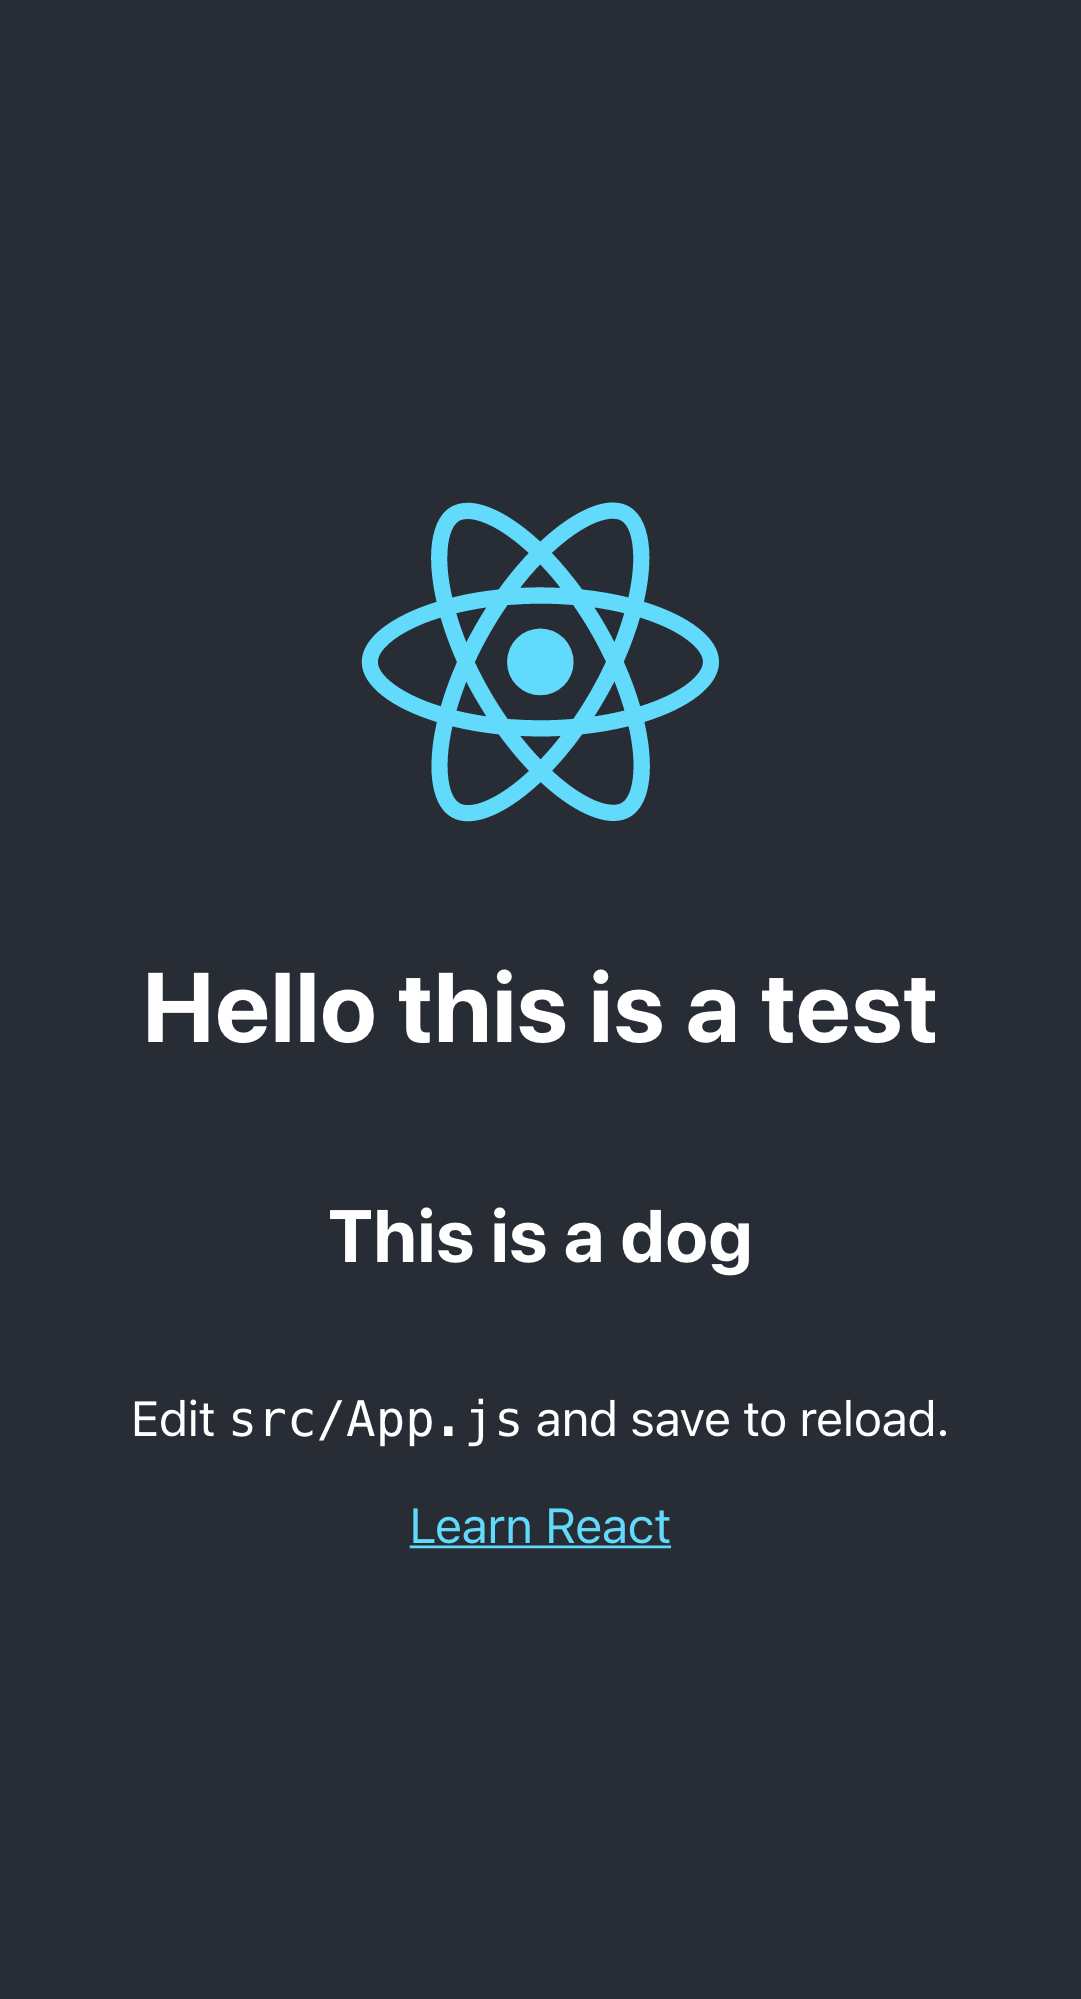 Hello this is a test
This is a dog
Edit src/App.js and save to reload.
Learn React